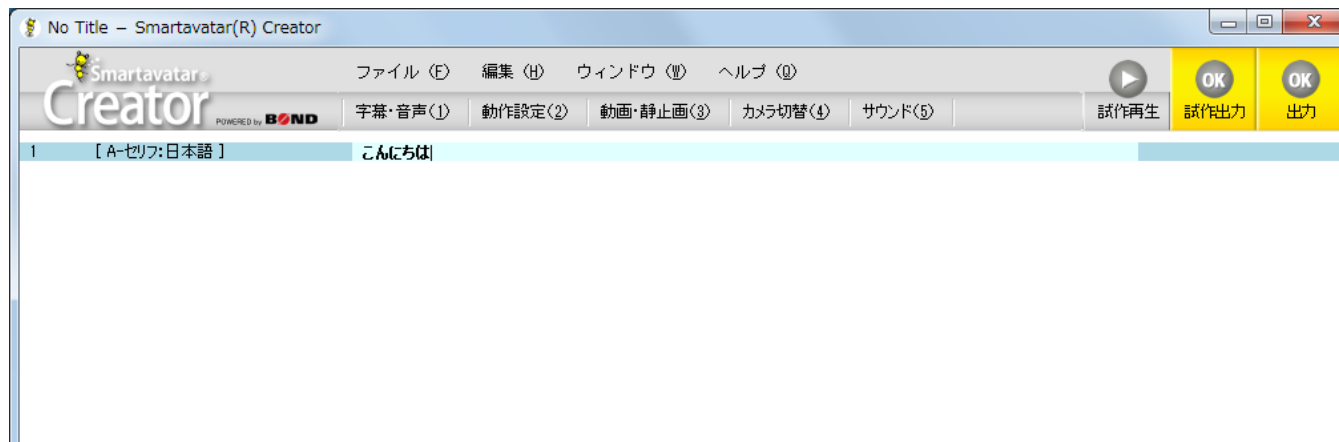 No Title – Smartavatar(R) Creator
Smartavatar®
Creator
POWERED by BOND
ファイル (F) 編集 (H) ウィンドウ (W) ヘルプ (Q)
字幕・音声(1) 動作設定(2) 動画・静止画(3) カメラ切替(4) サウンド(5)
試作再生
OK
試作出力
OK
出力
1 [ A-セリフ:日本語 ] こんにちは